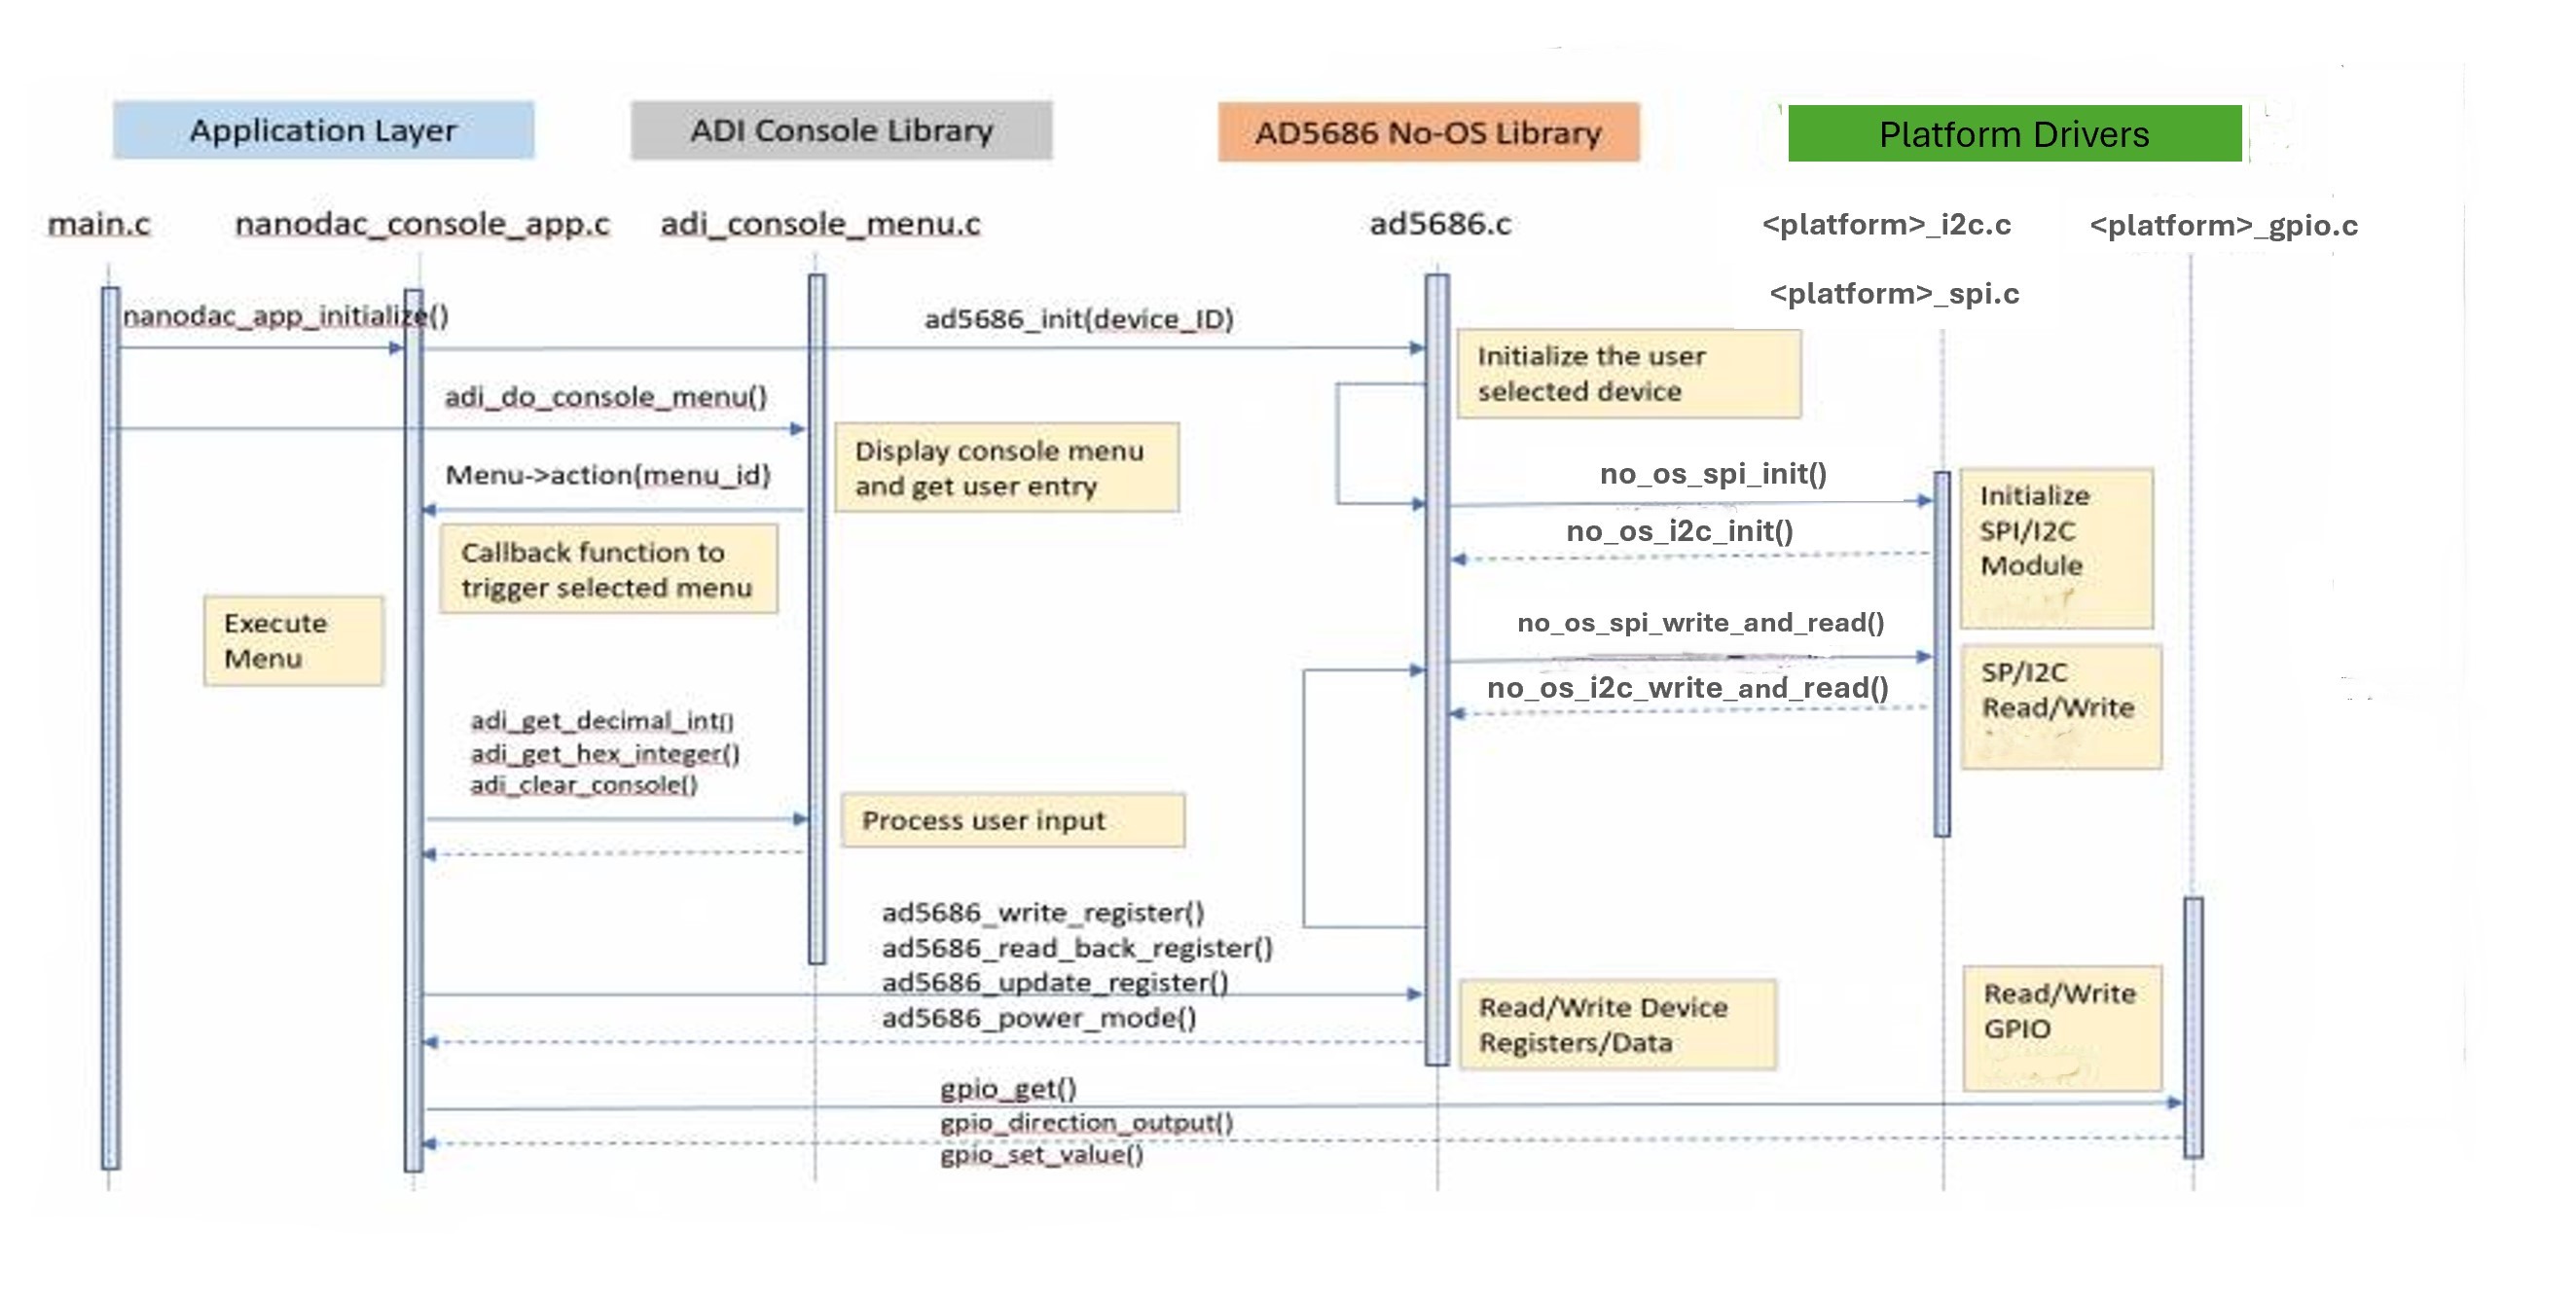 Application Layer
ADI Console Library
AD5686 No-OS Library
Platform Drivers
main.c
nanodac_console_app.c
adi_console_menu.c
ad5686.c
<platform>_i2c.c
<platform>_gpio.c
<platform>_spi.c
nanodac_app_initialize()
ad5686_init(device_ID)
Initialize the user
selected device
adi_do_console_menu()
Display console menu
and get user entry
Menu->action(menu_id)
no_os_spi_init()
Initialize
SPI/I2C
Module
no_os_i2c_init()
Callback function to
trigger selected menu
Execute
Menu
no_os_spi_write_and_read()
SP/I2C
Read/Write
no_os_i2c_write_and_read()
adi_get_decimal_int()
adi_get_hex_integer()
adi_clear_console()
Process user input
ad5686_write_register()
ad5686_read_back_register()
ad5686_update_register()
ad5686_power_mode()
Read/Write Device
Registers/Data
Read/Write
GPIO
gpio_get()
gpio_direction_output()
gpio_set_value()